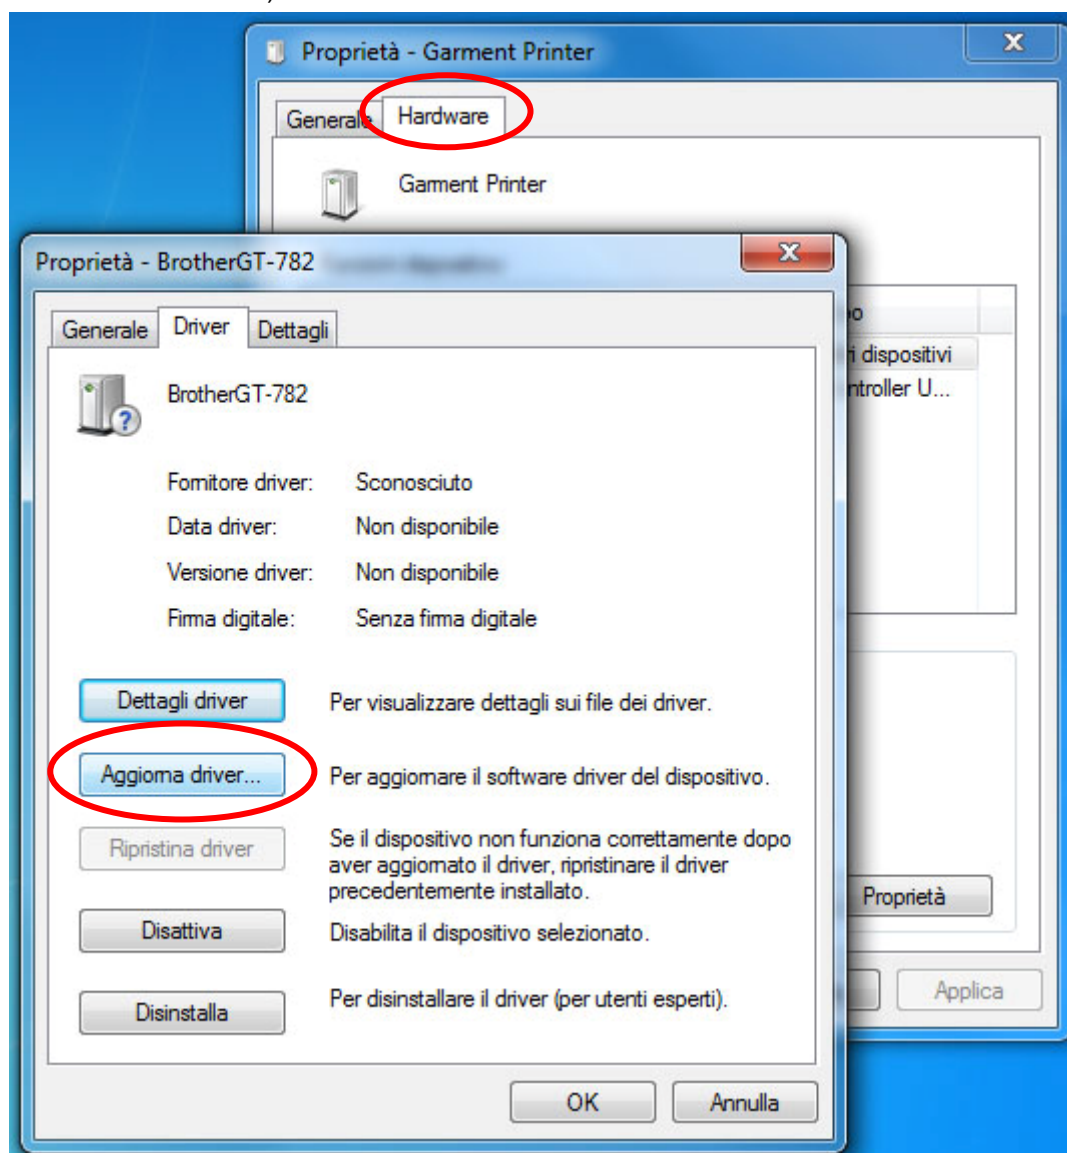 Proprietà - Garment Printer
Generale Hardware
Garment Printer
Proprietà - BrotherGT-782
Generale Driver Dettagli
BrotherGT-782
Fornitore driver: Sconosciuto
Data driver: Non disponibile
Versione driver: Non disponibile
Firma digitale: Senza firma digitale
Dettagli driver Per visualizzare dettagli sui file dei driver.
Aggiorna driver... Per aggiornare il software driver del dispositivo.
Ripristina driver Se il dispositivo non funziona correttamente dopo
aver aggiornato il driver, ripristinare il driver
precedentemente installato.
Disattiva Disabilita il dispositivo selezionato.
Disinstalla Per disinstallare il driver (per utenti esperti).
OK Annulla
dispositivi
ntroller U...
Proprietà
Applica